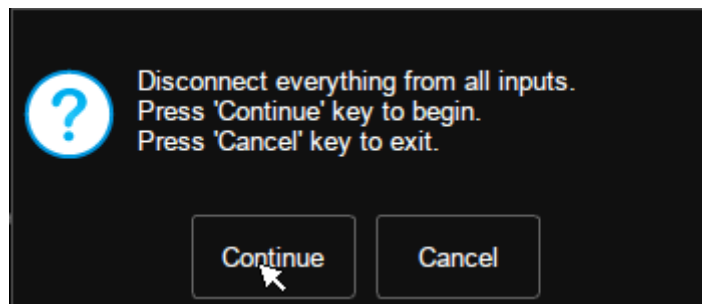 Disconnect everything from all inputs.
Press 'Continue' key to begin.
Press 'Cancel' key to exit.
Continue Cancel